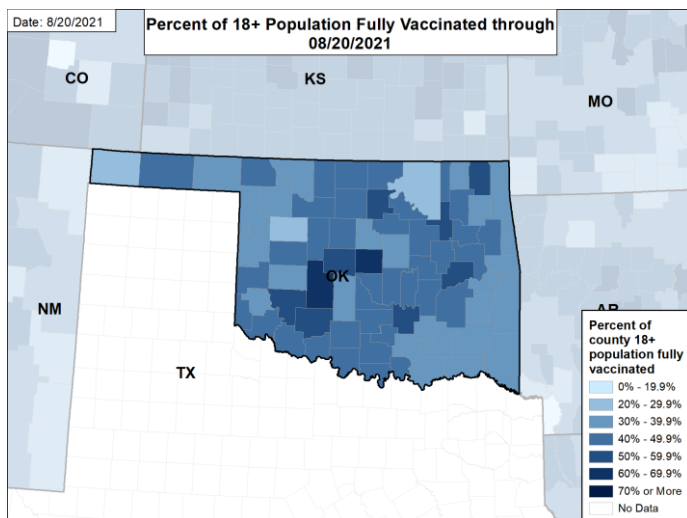 Date: 8/20/2021
Percent of 18+ Population Fully Vaccinated through
08/20/2021
CO
KS
MO
OK
NM
AR
TX
Percent of
county 18+
population fully
vaccinated
0% - 19.9%
20% - 29.9%
30% - 39.9%
40% - 49.9%
50% - 59.9%
60% - 69.9%
70% or More
No Data